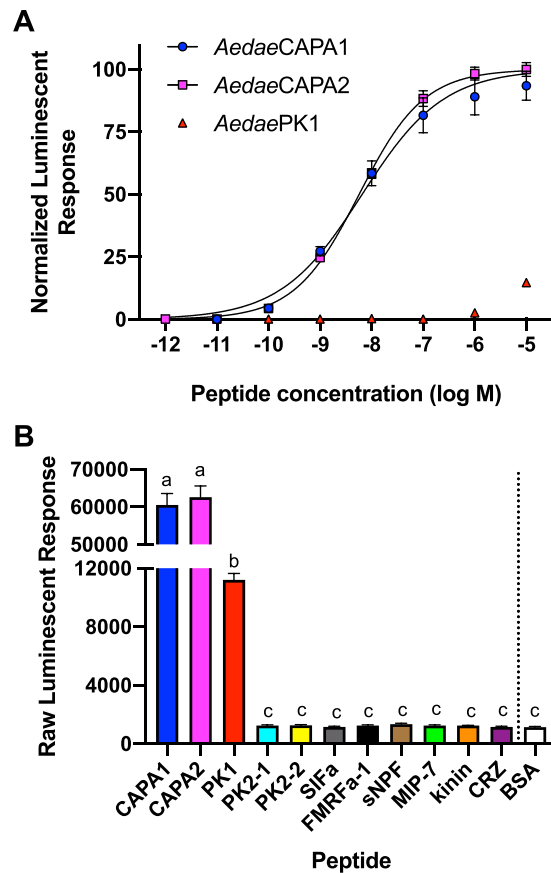 A
AedaeCAPA1
AedaeCAPA2
AedaePK1
Normalized Luminescent
Response
100
75
50
25
0
-12 -11 -10 -9 -8 -7 -6 -5
Peptide concentration (log M)
B
Raw Luminescent Response
70000
60000
50000
12000
8000
4000
0
a a b c c c c c c c c c
CAPA1 CAPA2 PK1 PK2-1 PK2-2 SIFa FMRFa-1 sNPF MIP-7 kinin CRZ BSA
Peptide